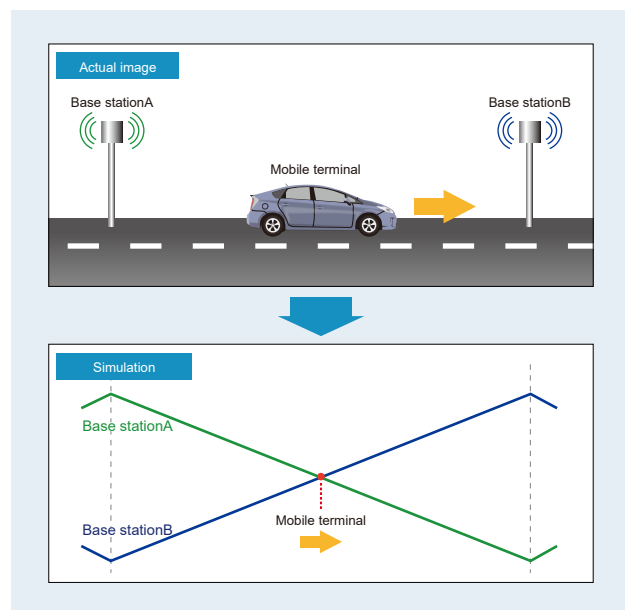 Actual image
Base stationA
Base stationB
Mobile terminal
Simulation
Base stationA
Base stationB
Mobile terminal